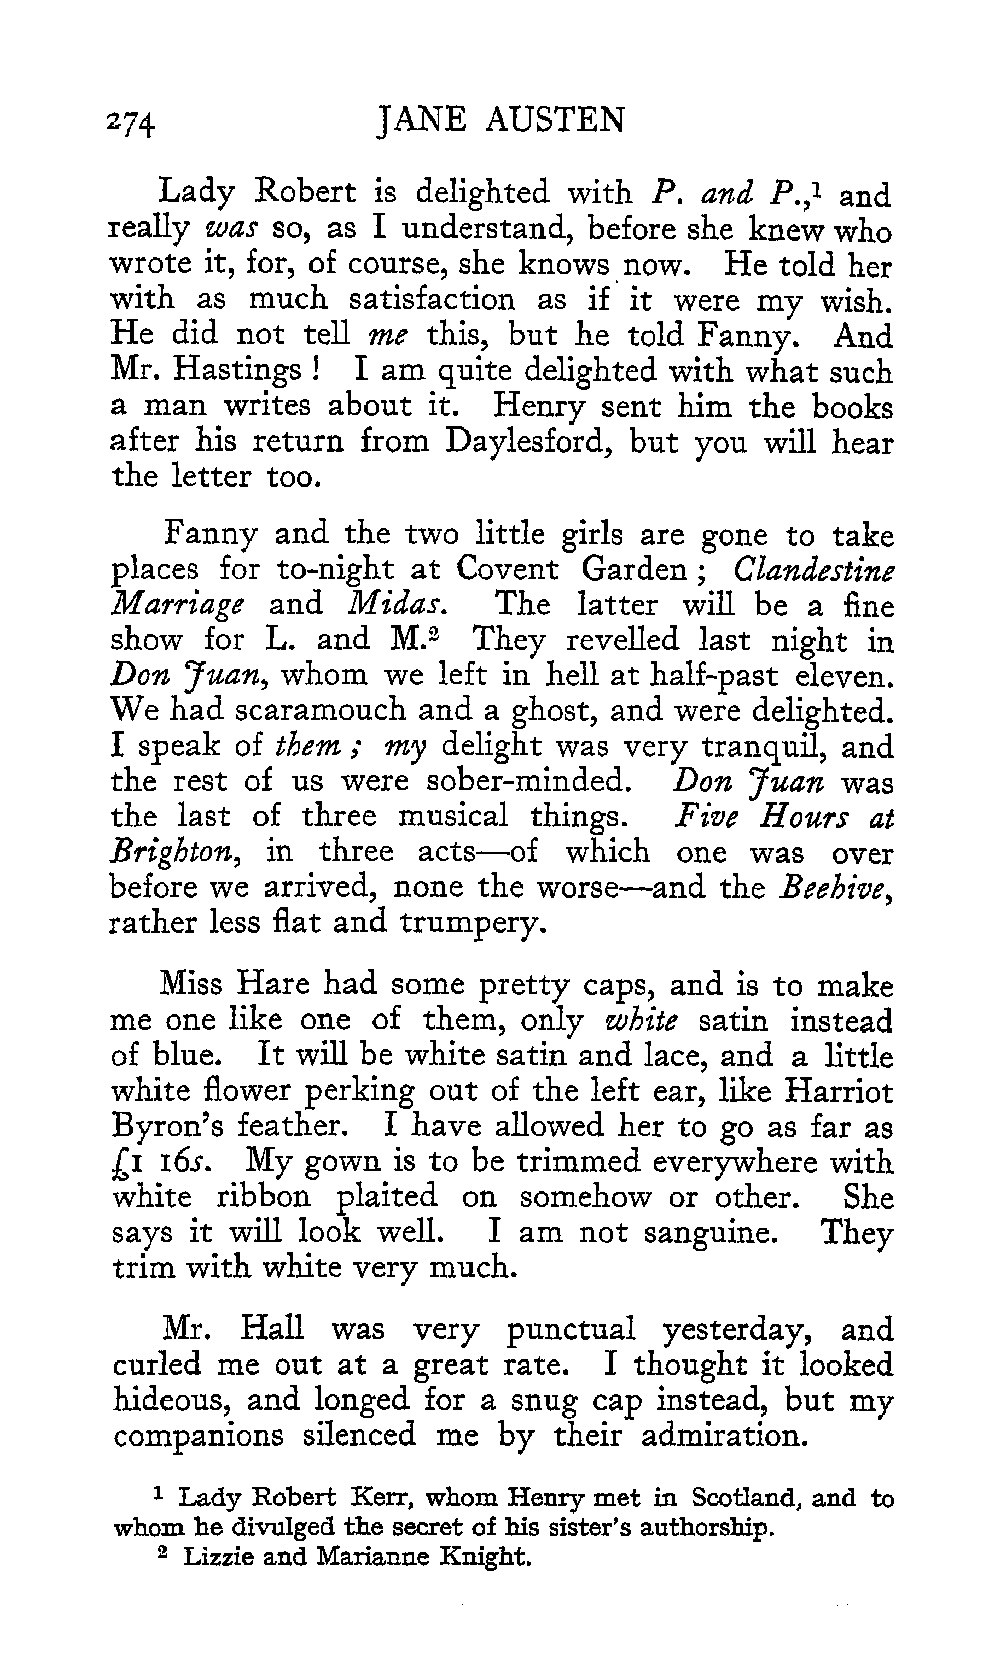 274 JANE AUSTEN
Lady Robert is delighted with P. and P.,¹ and
really was so, as I understand, before she knew who
wrote it, for, of course, she knows now. He told her
with as much satisfaction as if it were my wish.
He did not tell me this, but he told Fanny. And
Mr. Hastings ! I am quite delighted with what such
a man writes about it. Henry sent him the books
after his return from Daylesford, but you will hear
the letter too.
Fanny and the two little girls are gone to take
places for to-night at Covent Garden ; Clandestine
Marriage and Midas. The latter will be a fine
show for L. and M.² They revelled last night in
Don Juan, whom we left in hell at half-past eleven.
We had scaramouch and a ghost, and were delighted.
I speak of them ; my delight was very tranquil, and
the rest of us were sober-minded. Don Juan was
the last of three musical things. Five Hours at
Brighton, in three acts—of which one was over
before we arrived, none the worse—and the Beehive,
rather less flat and trumpery.
Miss Hare had some pretty caps, and is to make
me one like one of them, only white satin instead
of blue. It will be white satin and lace, and a little
white flower perking out of the left ear, like Harriot
Byron's feather. I have allowed her to go as far as
£1 16s. My gown is to be trimmed everywhere with
white ribbon plaited on somehow or other. She
says it will look well. I am not sanguine. They
trim with white very much.
Mr. Hall was very punctual yesterday, and
curled me out at a great rate. I thought it looked
hideous, and longed for a snug cap instead, but my
companions silenced me by their admiration.
¹ Lady Robert Kerr, whom Henry met in Scotland, and to
whom he divulged the secret of his sister's authorship.
² Lizzie and Marianne Knight.